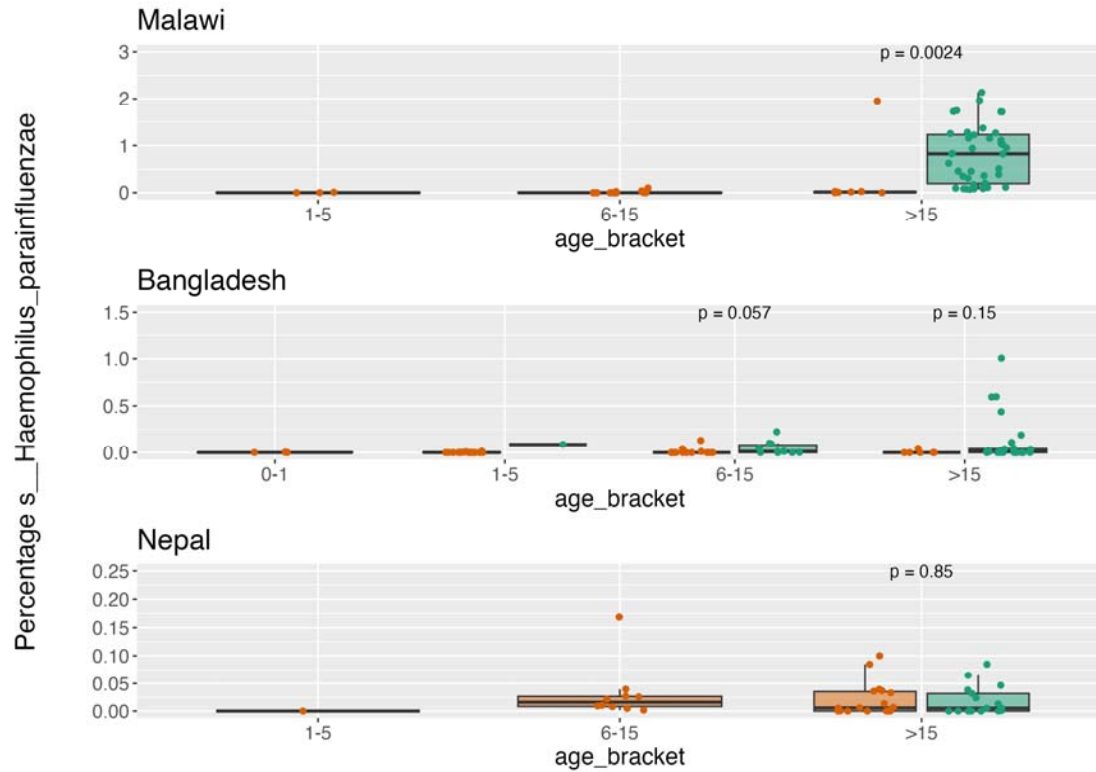 Percentage s__Haemophilus_parainfluenzae
Malawi
3
2
1
0
p = 0.0024
1-5
6-15
>15
age_bracket
Bangladesh
1.5
1.0
0.5
0.0
p = 0.057
p = 0.15
0-1
1-5
6-15
>15
age_bracket
Nepal
0.25
0.20
0.15
0.10
0.05
0.00
p = 0.85
1-5
6-15
>15
age_bracket